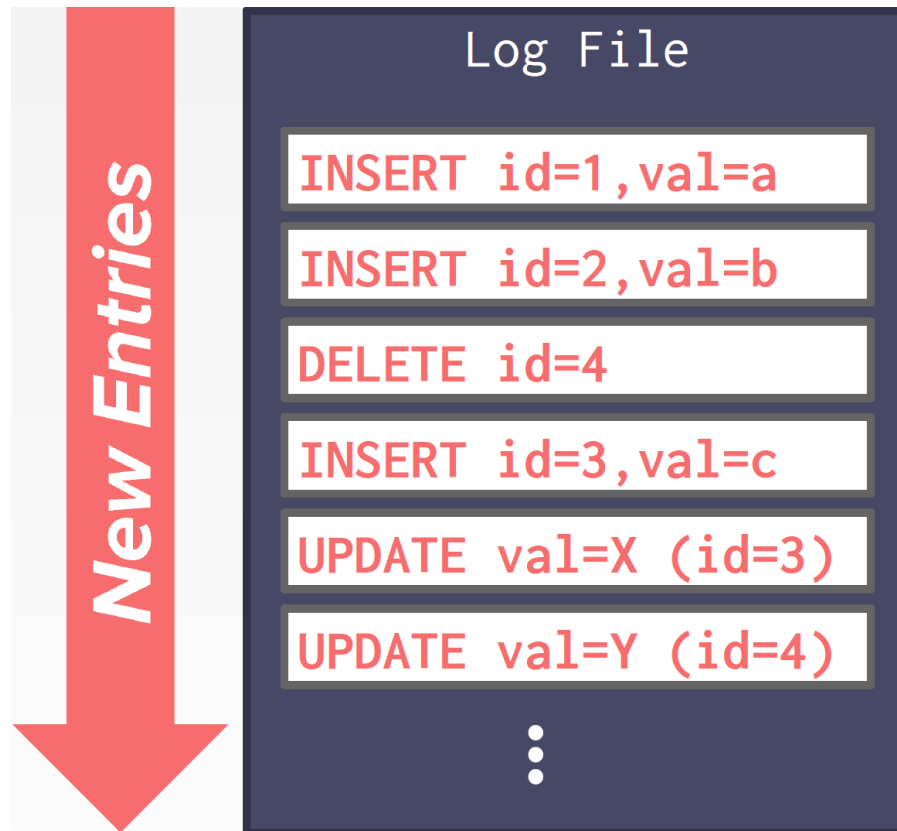 Log File
New Entries
INSERT id=1,val=a
INSERT id=2,val=b
DELETE id=4
INSERT id=3,val=c
UPDATE val=X (id=3)
UPDATE val=Y (id=4)